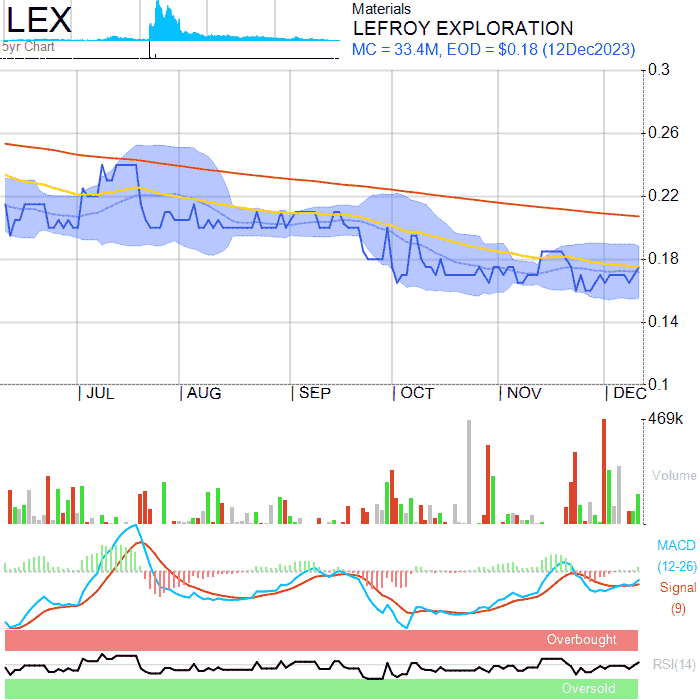 LEX
5yr Chart
Materials
LEFROY EXPLORATION
MC = 33.4M, EOD = $0.18 (12Dec2023)
0.3
0.26
0.22
0.18
0.14
0.1
JUL AUG SEP OCT NOV DEC
469k
Volume
MACD
(12-26)
Signal
(9)
Overbought
RSI(14)
Oversold